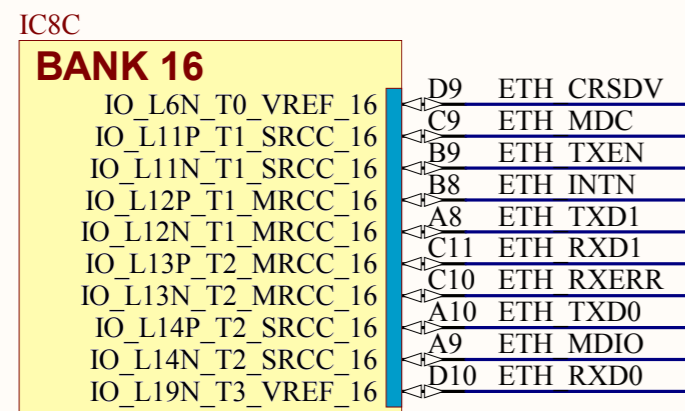 IC8C
BANK 16
IO_L6N_T0_VREF_16 D9 ETH_CRSDV
IO_L11P_T1_SRCC_16 C9 ETH_MDC
IO_L11N_T1_SRCC_16 B9 ETH_TXEN
IO_L12P_T1_MRCC_16 B8 ETH_INTN
IO_L12N_T1_MRCC_16 A8 ETH_TXD1
IO_L13P_T2_MRCC_16 C11 ETH_RXD1
IO_L13N_T2_MRCC_16 C10 ETH_RXERR
IO_L14P_T2_SRCC_16 A10 ETH_TXD0
IO_L14N_T2_SRCC_16 A9 ETH_MDIO
IO_L19N_T3_VREF_16 D10 ETH_RXD0